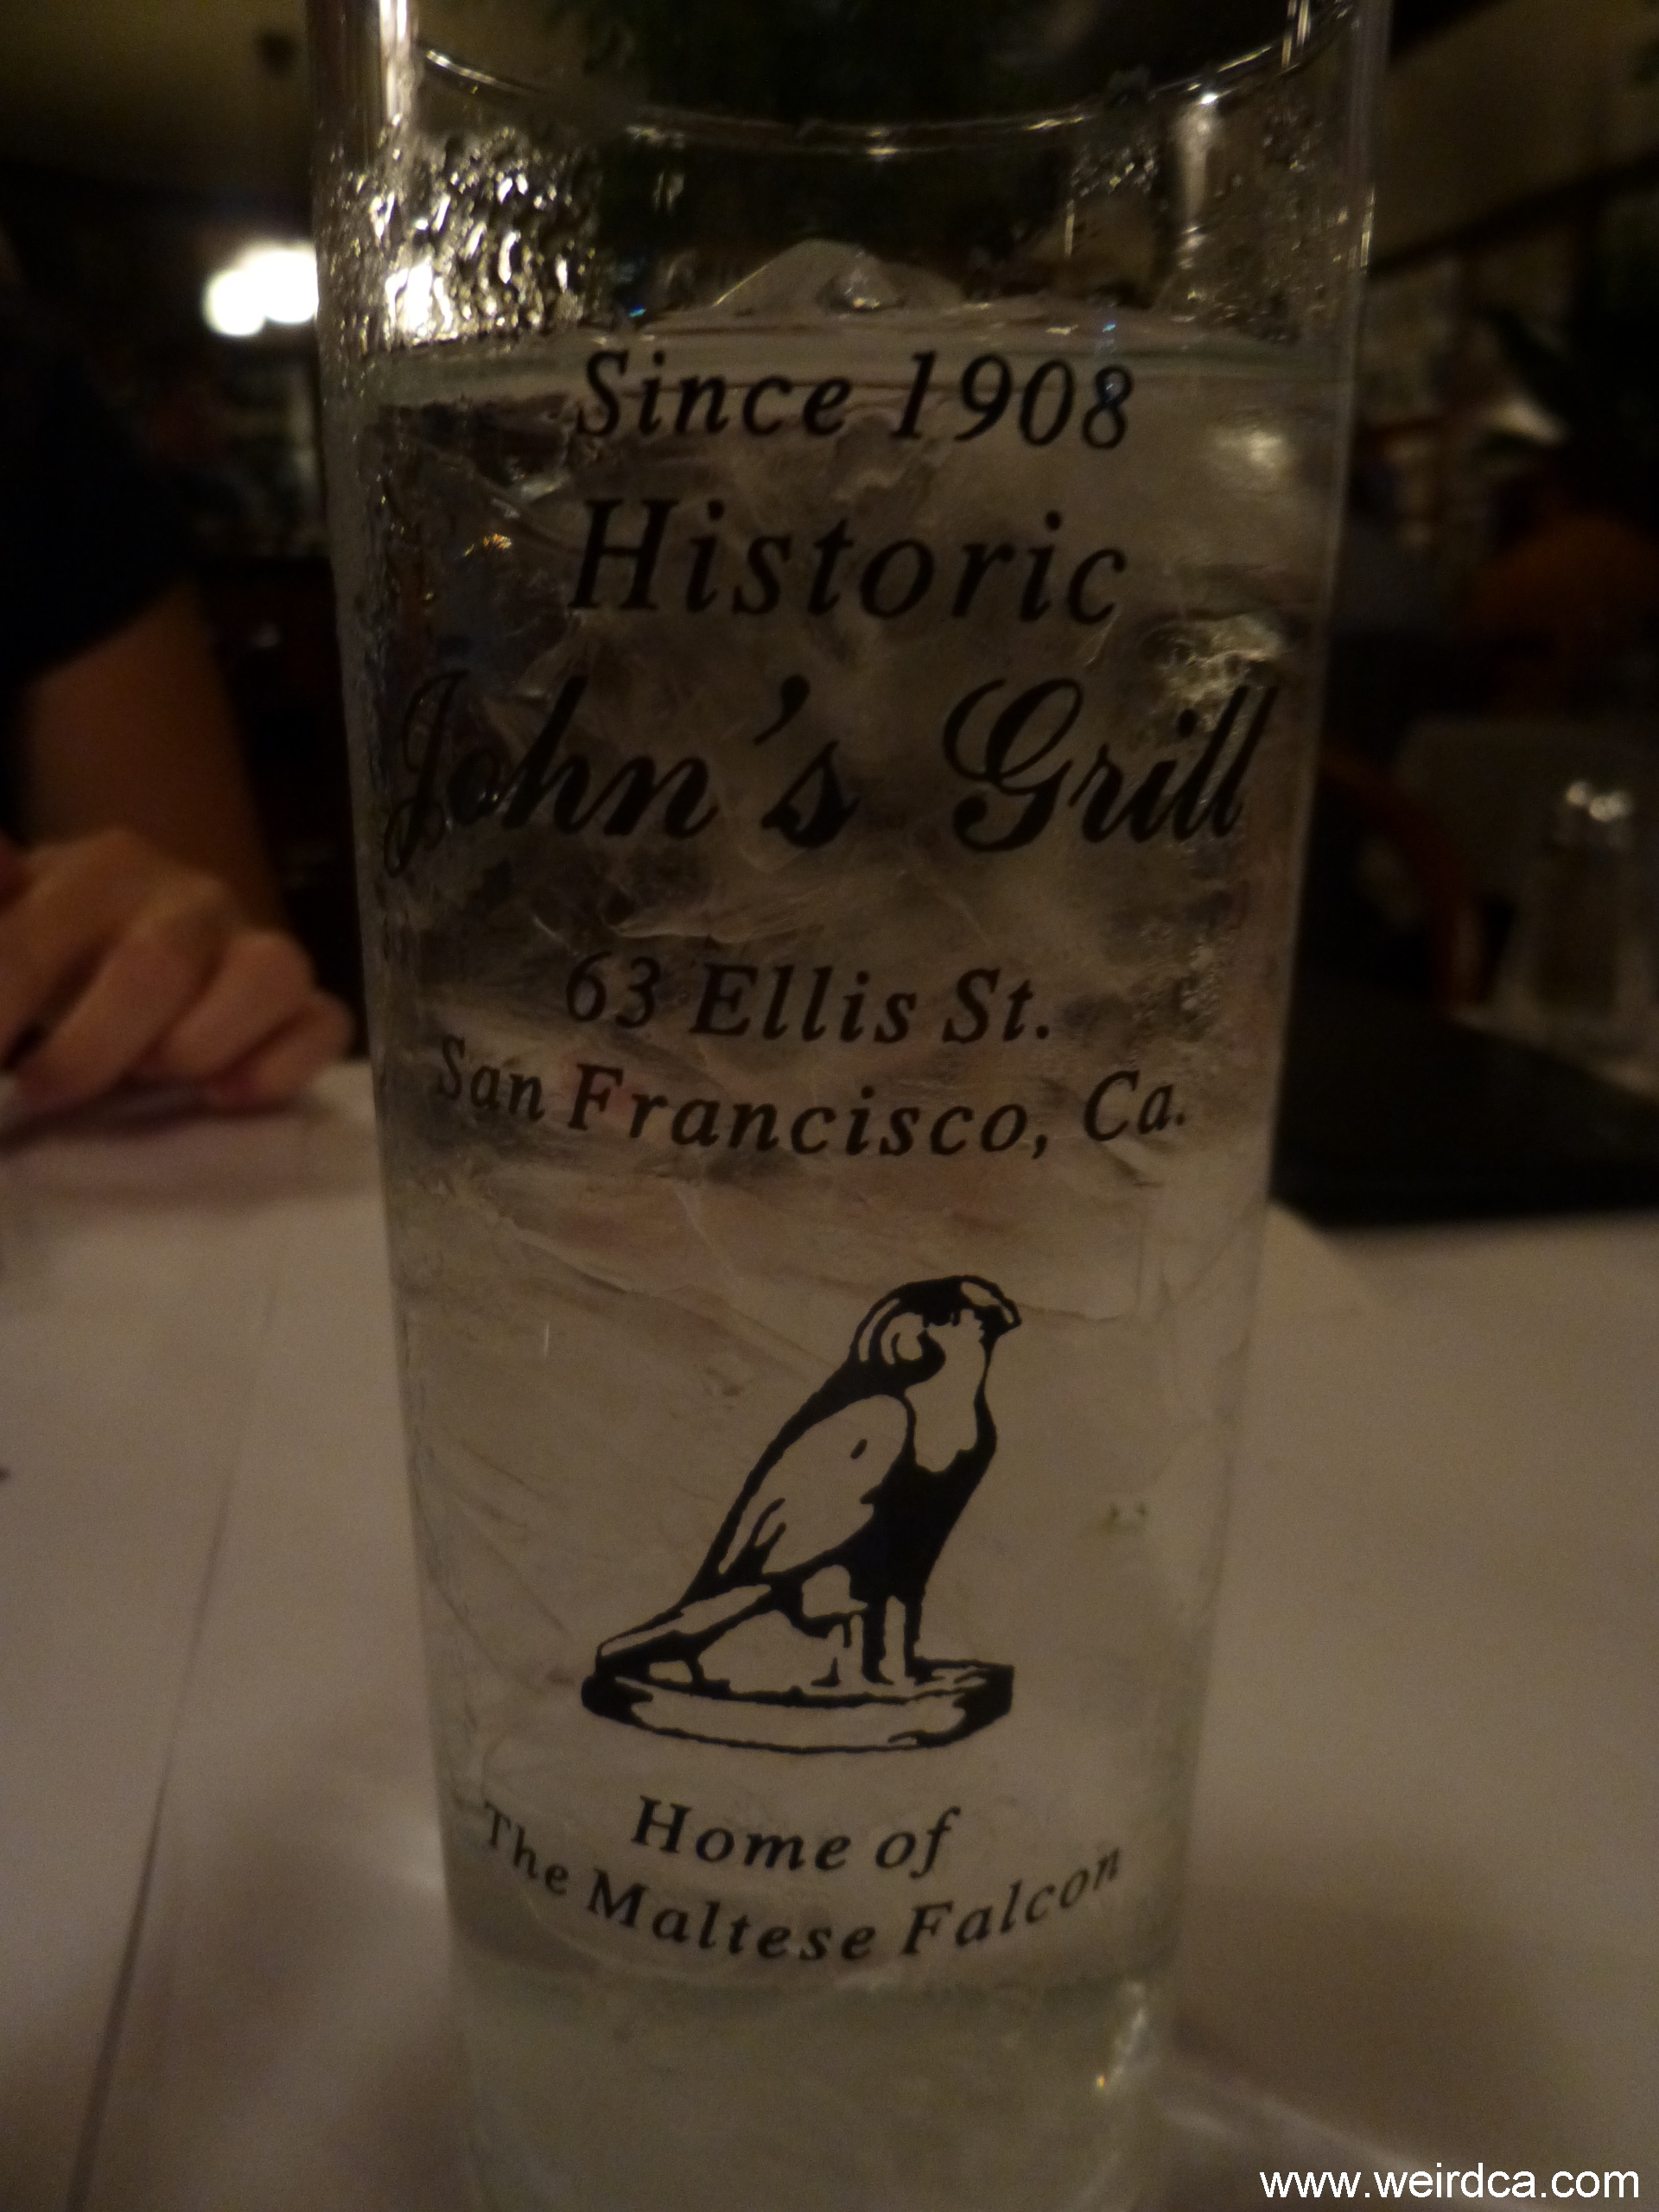 Since 1908
Historic
John's Grill
63 Ellis St.
San Francisco, Ca.
Home of
The Maltese Falcon
www.weirdca.com